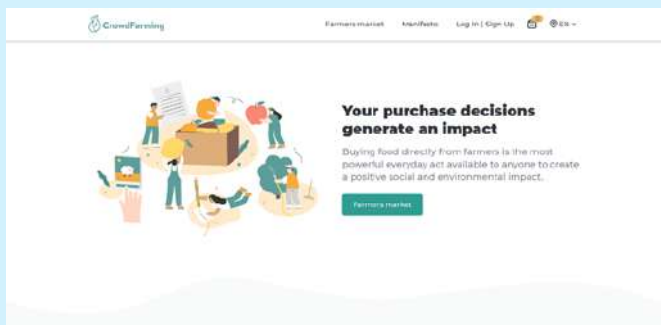 CrowdFarming
Farmers market Manifesto Log In | Sign Up EN
Your purchase decisions
generate an impact
Buying food directly from farmers is the most
powerful everyday act available to anyone to create
a positive social and environmental impact.
Farmers market